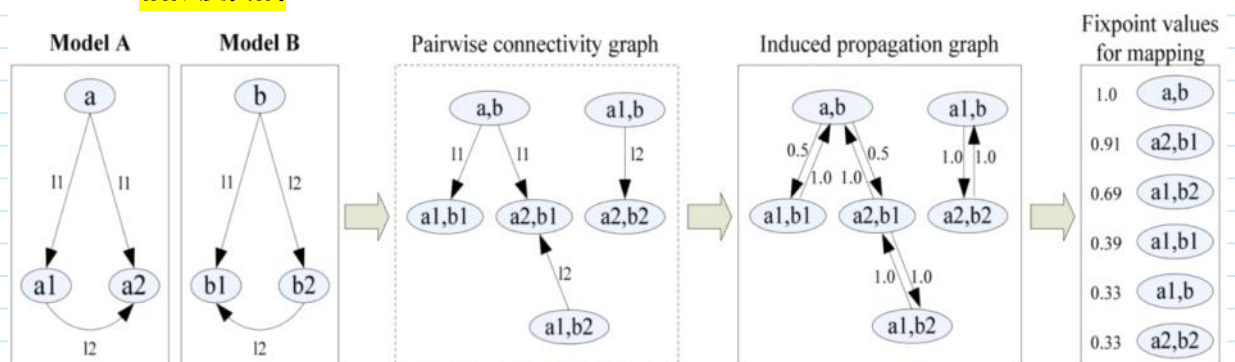 Model A
Model B
Pairwise connectivity graph
Induced propagation graph
Fixpoint values
for mapping
a
l1
l1
a1
a2
l2
b
l1
l2
b1
b2
l2
a,b
a1,b
l1
l1
l2
a1,b1
a2,b1
a2,b2
l2
a1,b2
a,b
a1,b
0.5
1.0
1.0
0.5
1.0
1.0
a1,b1
a2,b1
a2,b2
1.0
1.0
a1,b2
1.0 a,b
0.91 a2,b1
0.69 a1,b2
0.39 a1,b1
0.33 a1,b
0.33 a2,b2